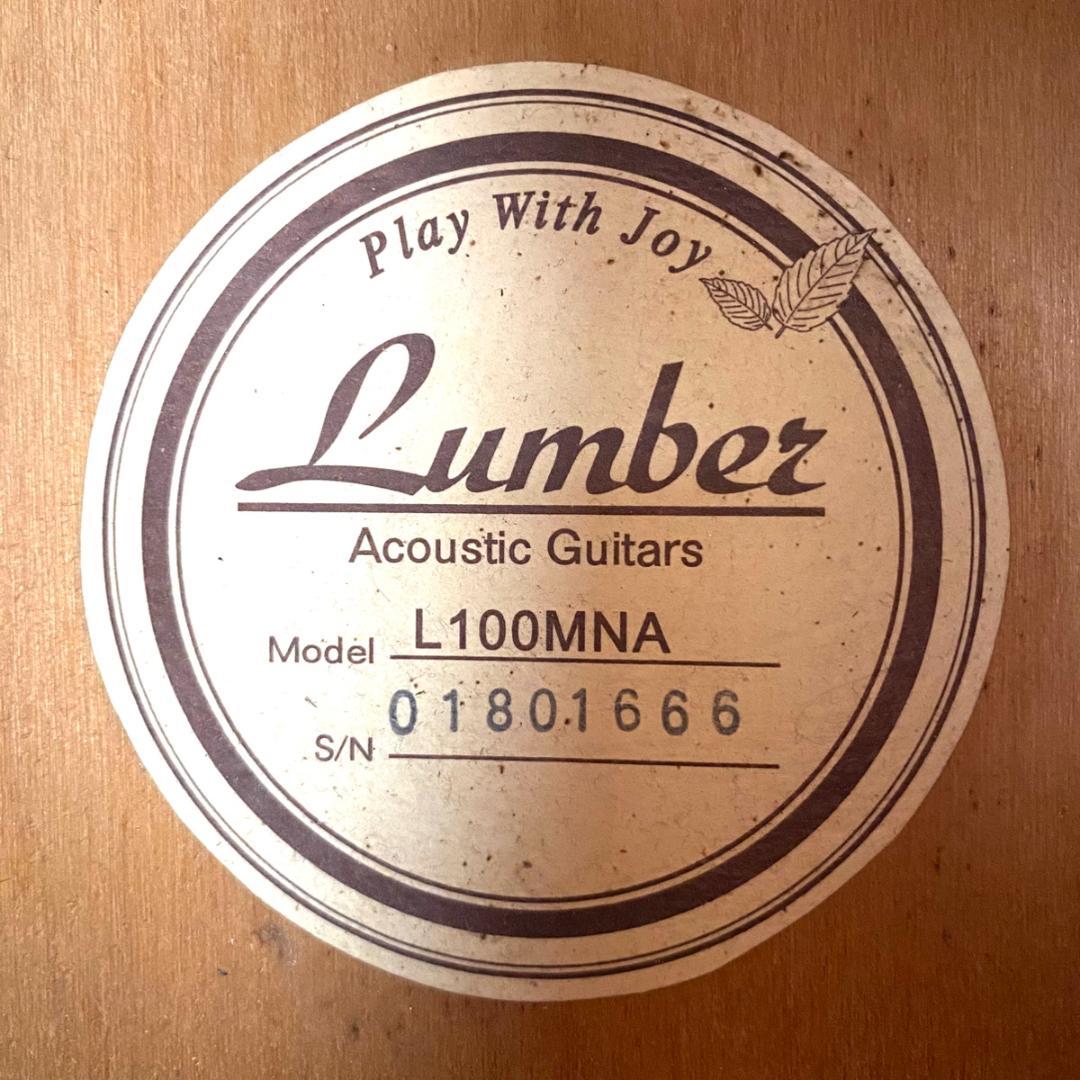 Play With Joy
Lumber
Acoustic Guitars
Model L100MNA
S/N 01801666